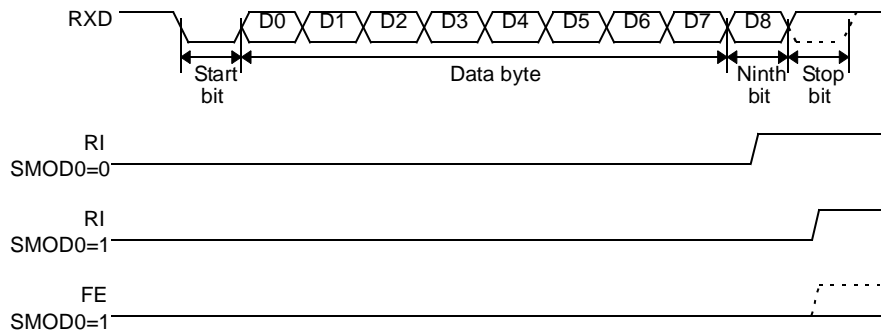 RXD D0 D1 D2 D3 D4 D5 D6 D7 D8
Start bit
Data byte
Ninth bit
Stop bit
RI
SMOD0=0
RI
SMOD0=1
FE
SMOD0=1